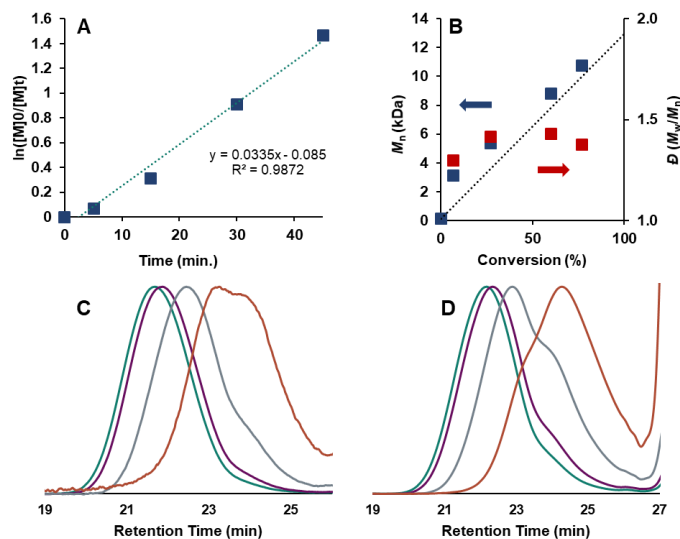 A
ln([M]0/[M]t)
1.6
1.4
1.2
1
0.8
0.6
0.4
0.2
0
y = 0.0335x - 0.085
R² = 0.9872
0
10
20
30
40
Time (min.)
B
Mn (kDa)
14
12
10
8
6
4
2
0
2.0
1.5
1.0
Đ (Mw/Mn)
0
50
100
Conversion (%)
C
19
21
23
25
Retention Time (min)
D
19
21
23
25
27
Retention Time (min)